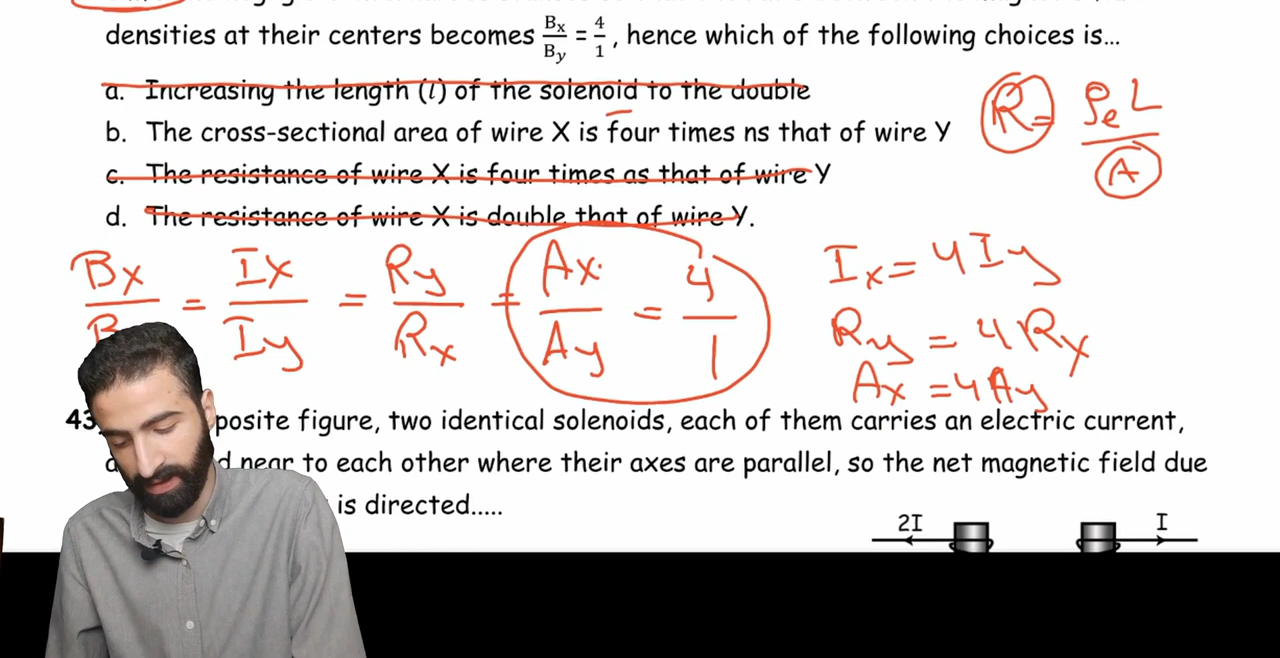 densities at their centers becomes Bx/By = 4/1 , hence which of the following choices is...
a. Increasing the length (l) of the solenoid to the double
b. The cross-sectional area of wire X is four times ns that of wire Y
c. The resistance of wire X is four times as that of wire Y
d. The resistance of wire X is double that of wire Y.
R = ρe L / A
Bx/B = Ix/Iy = Ry/Rx = Ax/Ay = 4/1
Ix = 4Iy
Ry = 4Rx
Ax = 4Ay
43 posite figure, two identical solenoids, each of them carries an electric current,
d near to each other where their axes are parallel, so the net magnetic field due
is directed.....
2I I